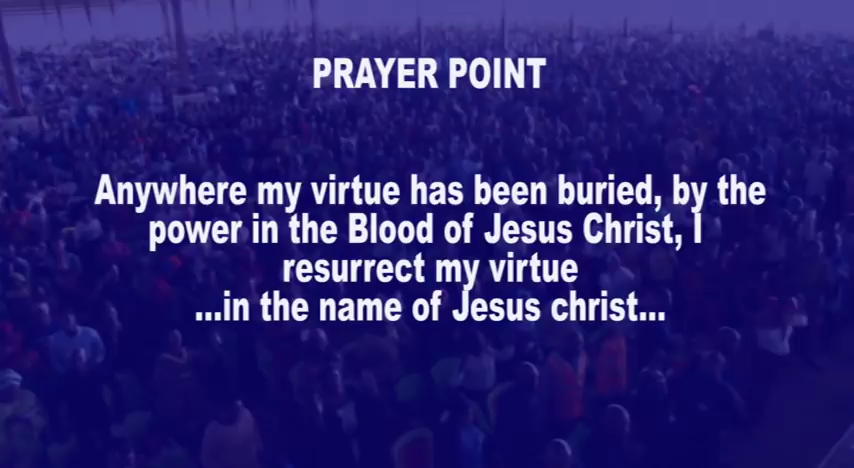 PRAYER POINT
Anywhere my virtue has been buried, by the
power in the Blood of Jesus Christ, I
resurrect my virtue
...in the name of Jesus christ...